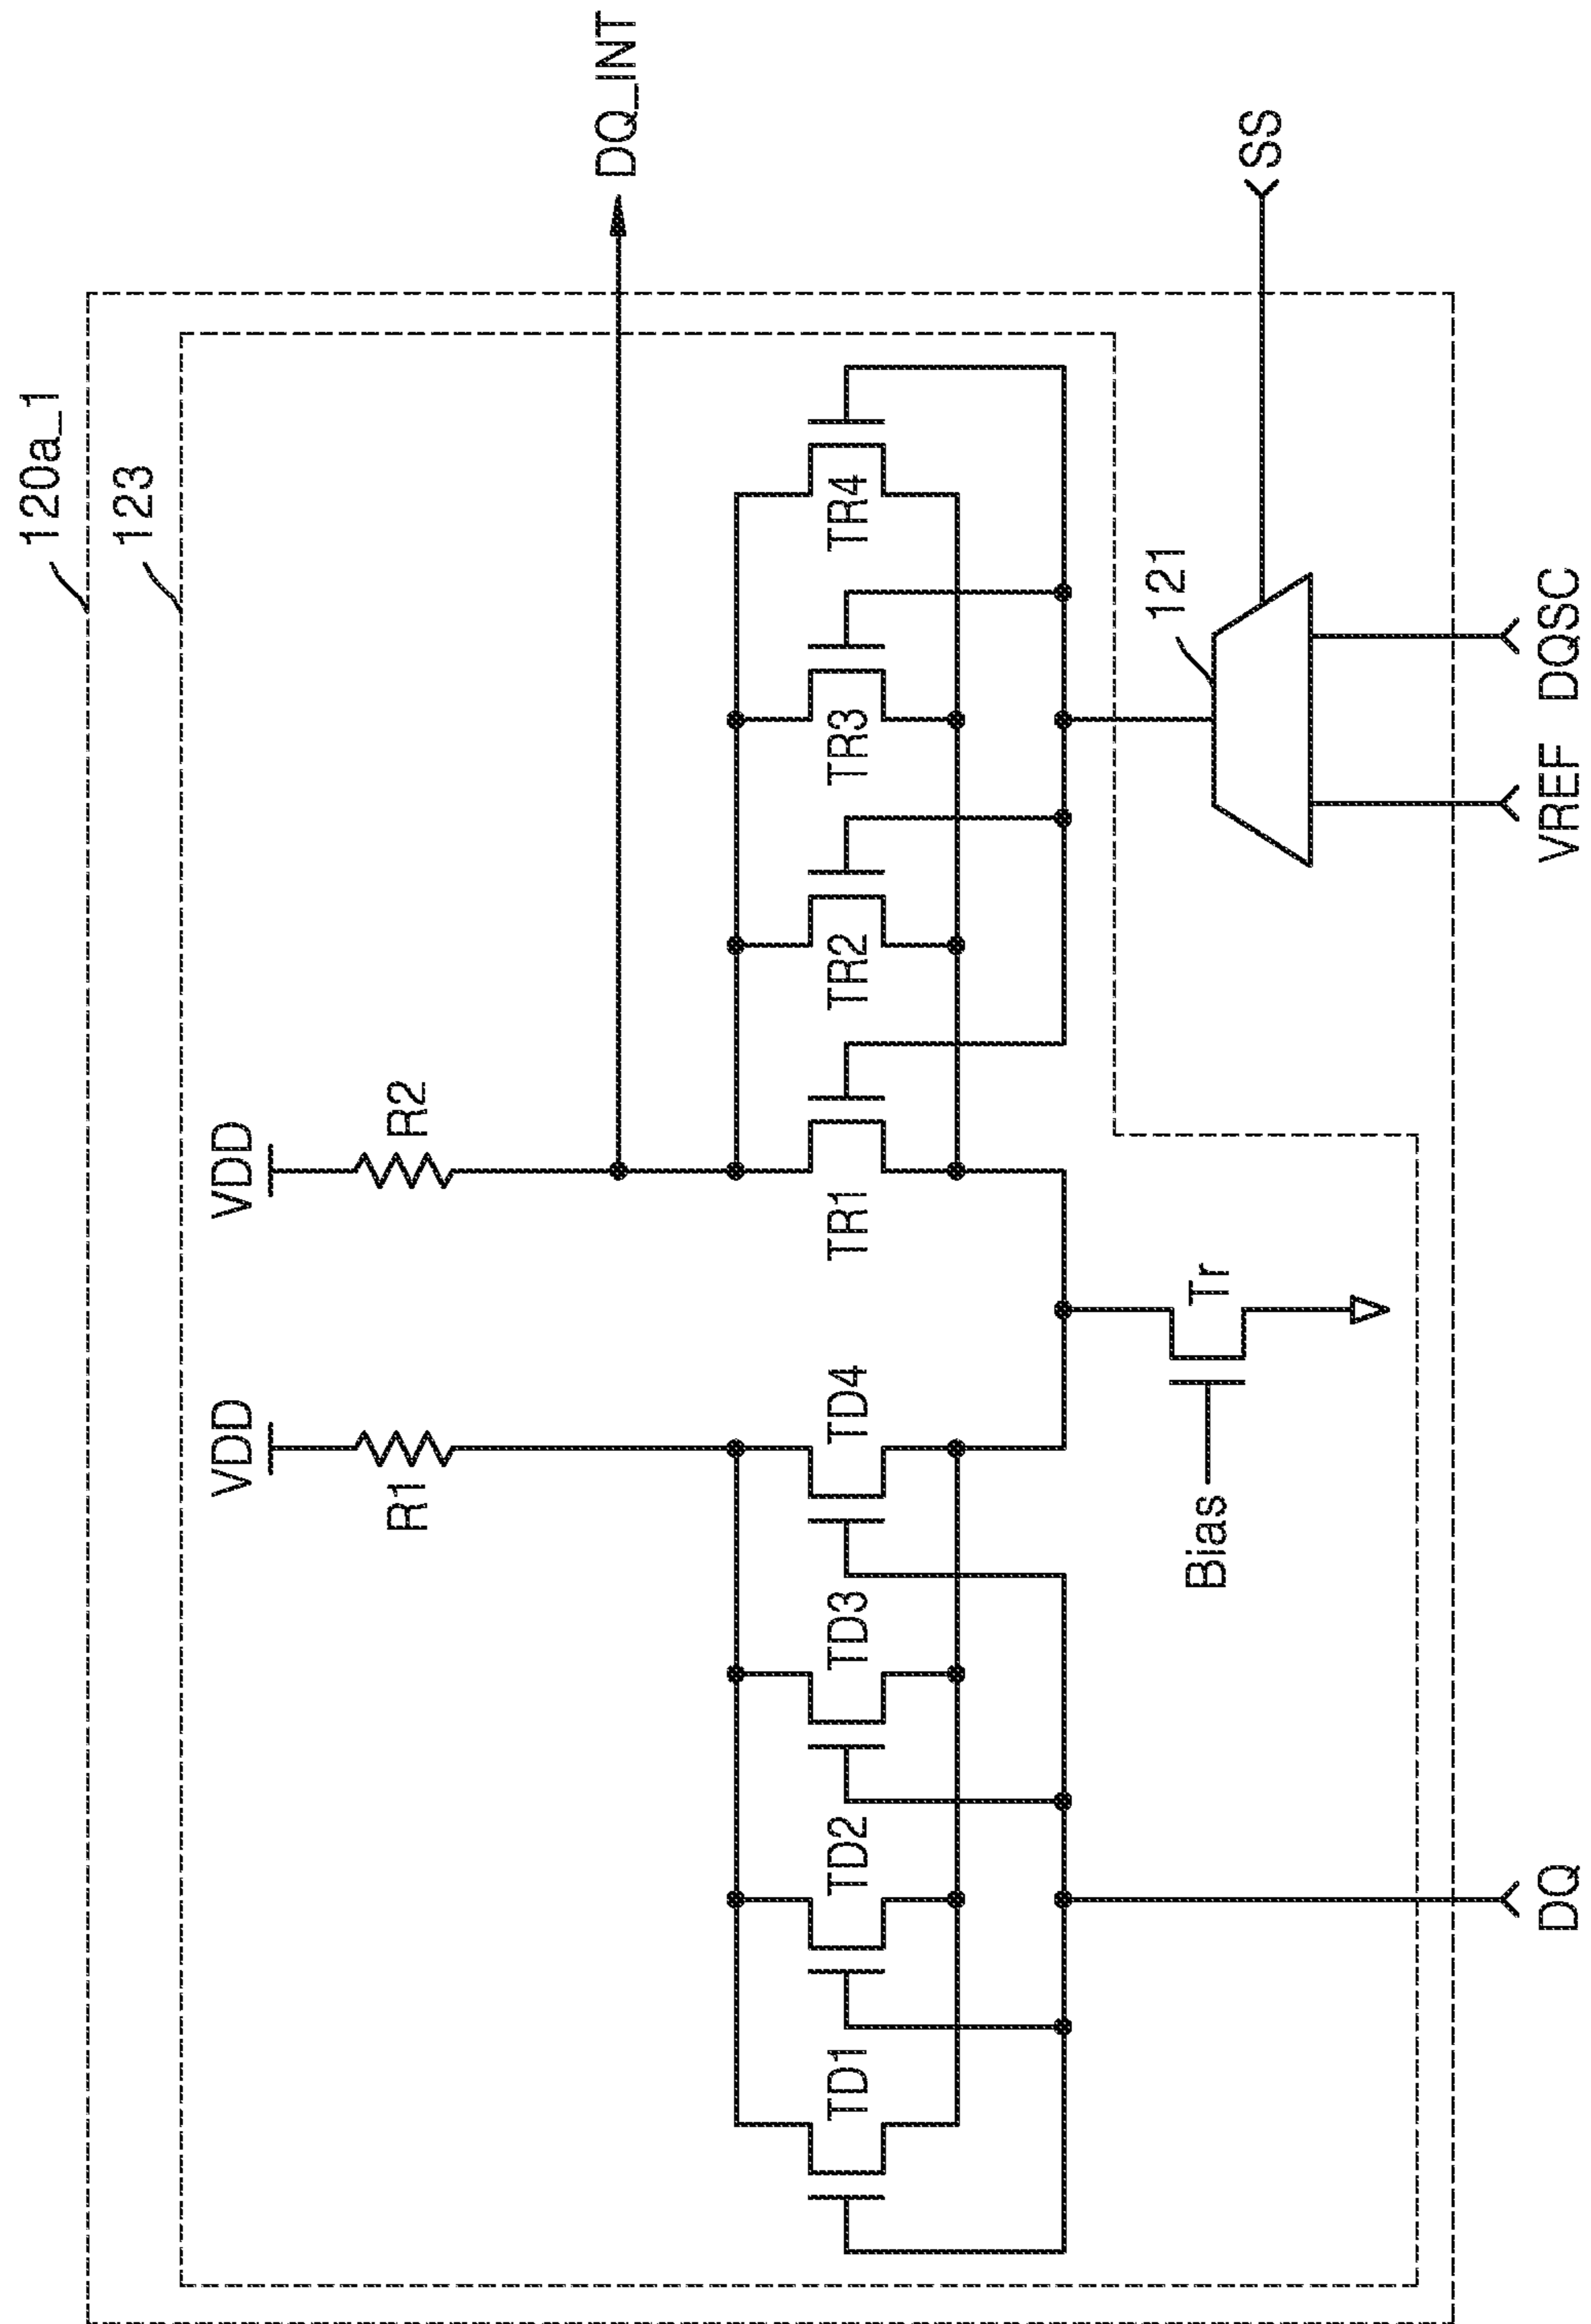 120a_1
123
VDD
VDD
R1
R2
DQ_INT
TD1
TD2
TD3
TD4
TR1
TR2
TR3
TR4
Bias
Tr
121
SS
DQ
VREF
DQSC